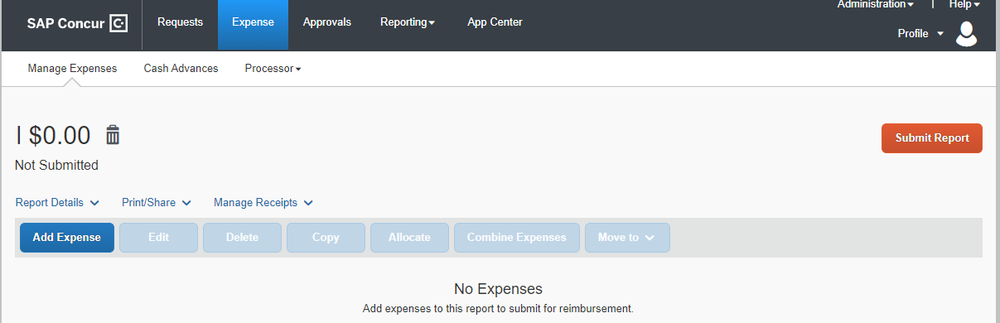 Administration | Help
SAP Concur C Requests Expense Approvals Reporting App Center
Profile
Manage Expenses Cash Advances Processor
I $0.00
Submit Report
Not Submitted
Report Details Print/Share Manage Receipts
Add Expense Edit Delete Copy Allocate Combine Expenses Move to
No Expenses
Add expenses to this report to submit for reimbursement.